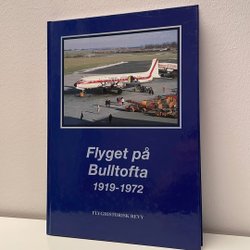 Flyget på
Bulltofta
1919-1972
FLYGHISTORISK REVY